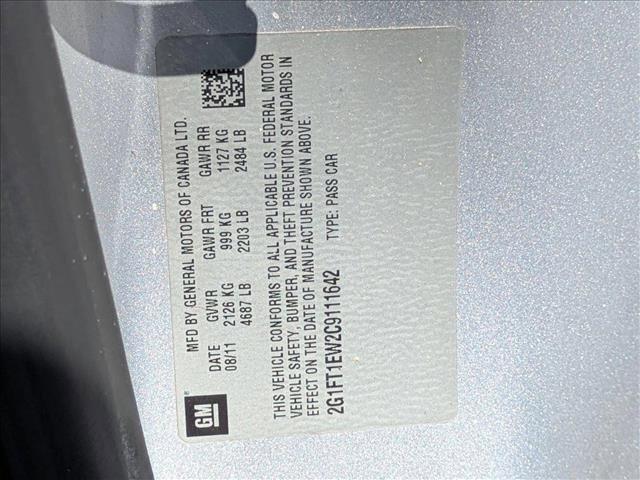 GM
®
MFD BY GENERAL MOTORS OF CANADA LTD.
DATE GVWR GAWR FRT GAWR RR
08/11 2126 KG 999 KG 1127 KG
4687 LB 2203 LB 2484 LB
THIS VEHICLE CONFORMS TO ALL APPLICABLE U.S. FEDERAL MOTOR
VEHICLE SAFETY, BUMPER, AND THEFT PREVENTION STANDARDS IN
EFFECT ON THE DATE OF MANUFACTURE SHOWN ABOVE.
2G1FT1EW2C9111642 TYPE: PASS CAR